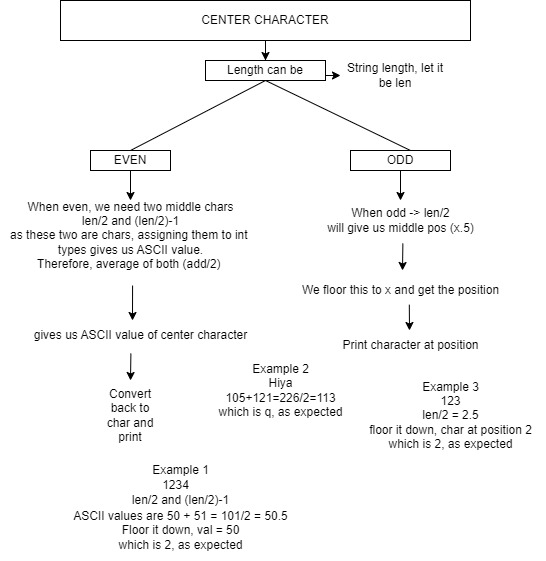 CENTER CHARACTER
Length can be
String length, let it
be len
EVEN
ODD
When even, we need two middle chars
len/2 and (len/2)-1
as these two are chars, assigning them to int
types gives us ASCII value.
Therefore, average of both (add/2)
When odd -> len/2
will give us middle pos (x.5)
We floor this to x and get the position
gives us ASCII value of center character
Print character at position
Convert
back to
char and
print
Example 2
Hiya
105+121=226/2=113
which is q, as expected
Example 3
123
len/2 = 2.5
floor it down, char at position 2
which is 2, as expected
Example 1
1234
len/2 and (len/2)-1
ASCII values are 50 + 51 = 101/2 = 50.5
Floor it down, val = 50
which is 2, as expected